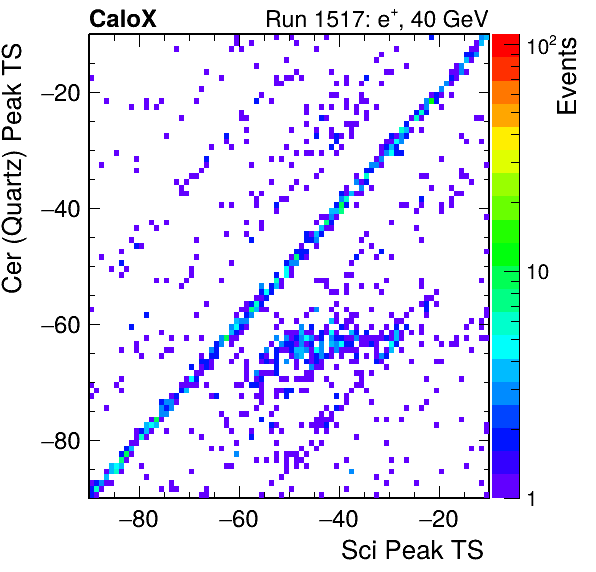 CaloX Run 1517: e⁺, 40 GeV
Cer (Quartz) Peak TS
−20
−40
−60
−80
−80 −60 −40 −20
Sci Peak TS
10²
10
1
Events